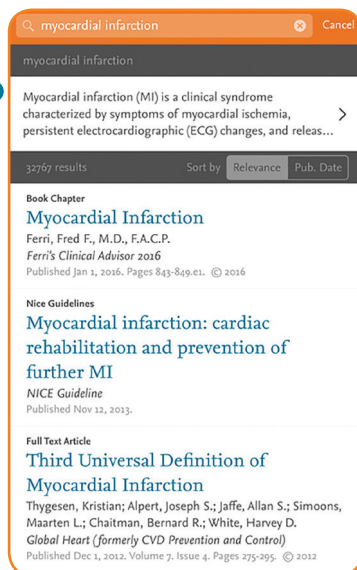 myocardial infarction
Cancel
myocardial infarction
Myocardial infarction (MI) is a clinical syndrome
characterized by symptoms of myocardial ischemia,
persistent electrocardiographic (ECG) changes, and releas...
32767 results
Sort by
Relevance
Pub. Date
Book Chapter
Myocardial Infarction
Ferri, Fred F., M.D., F.A.C.P.
Ferri's Clinical Advisor 2016
Published Jan 1, 2016. Pages 843-849.e1. © 2016
Nice Guidelines
Myocardial infarction: cardiac
rehabilitation and prevention of
further MI
NICE Guideline
Published Nov 12, 2013.
Full Text Article
Third Universal Definition of
Myocardial Infarction
Thygesen, Kristian; Alpert, Joseph S.; Jaffe, Allan S.; Simoons,
Maarten L.; Chaitman, Bernard R.; White, Harvey D.
Global Heart (formerly CVD Prevention and Control)
Published Dec 1, 2012. Volume 7. Issue 4. Pages 275-295. © 2012